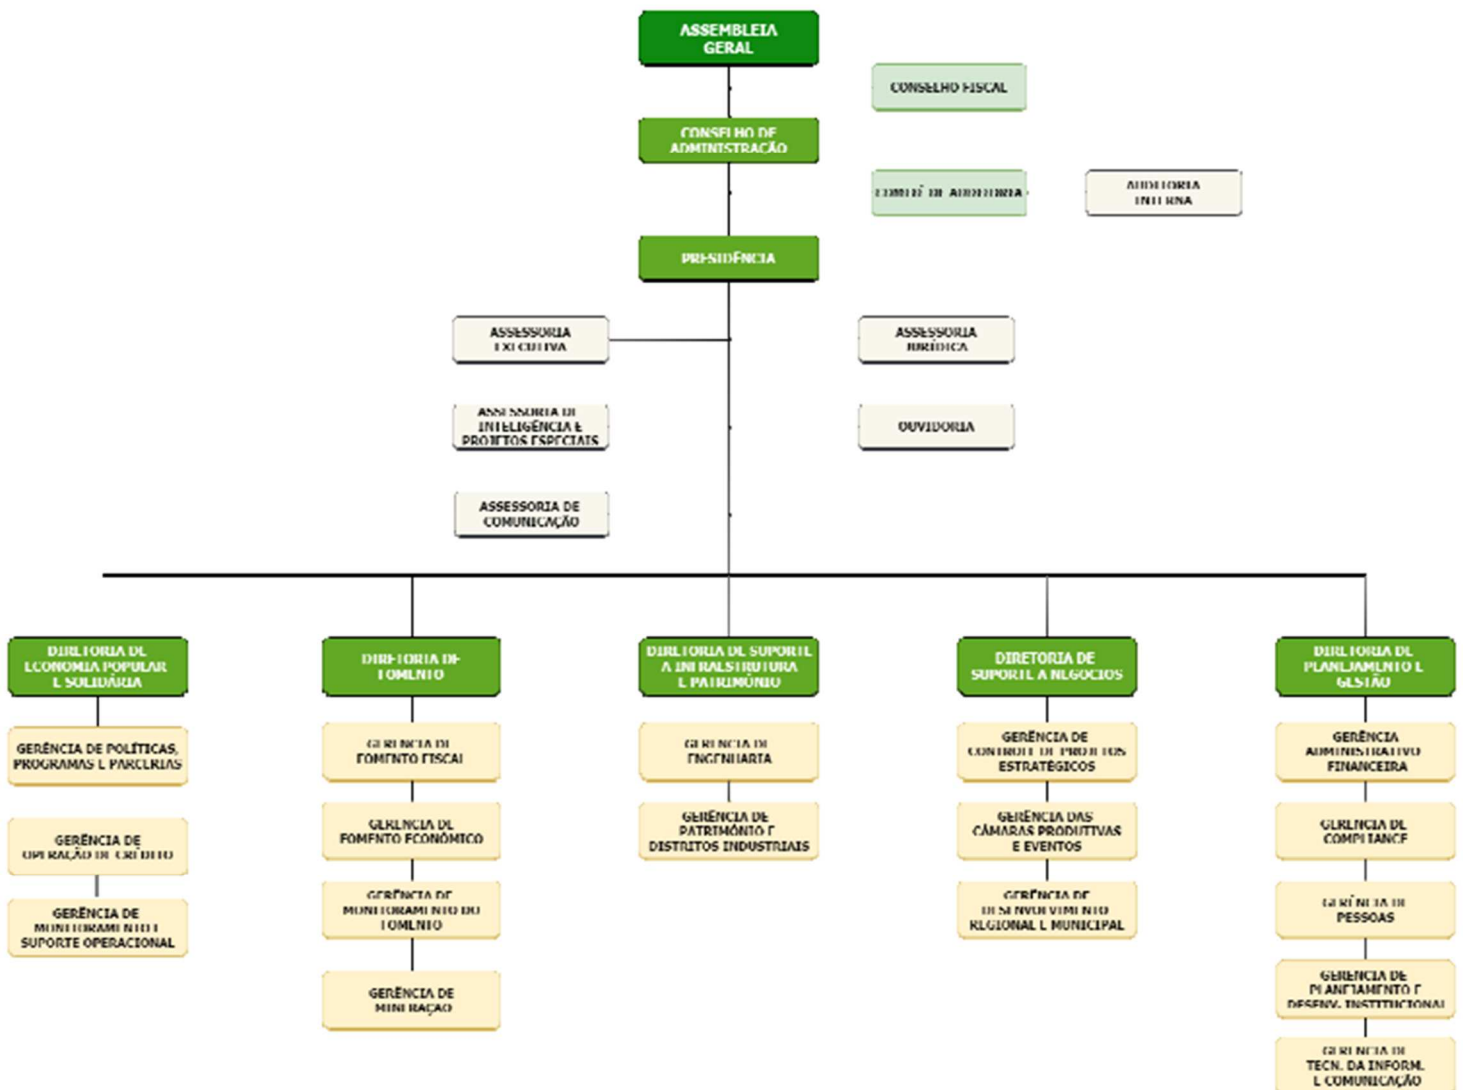 ASSEMBLEIA
GERAL
CONSELHO FISCAL
CONSELHO DE
ADMINISTRAÇÃO
COMITÊ DE AUDITORIA
AUDITORIA
INTERNA
PRESIDÊNCIA
ASSESSORIA
EXECUTIVA
ASSESSORIA
JURÍDICA
ASSESSORIA DE
INTELIGÊNCIA E
PROJETOS ESPECIAIS
OUVIDORIA
ASSESSORIA DE
COMUNICAÇÃO
DIRETORIA DE
ECONOMIA POPULAR
E SOLIDÁRIA
GERÊNCIA DE POLÍTICAS,
PROGRAMAS E PARCERIAS
GERÊNCIA DE
OPERAÇÃO DE CRÉDITO
GERÊNCIA DE
MONITORAMENTO E
SUPORTE OPERACIONAL
DIRETORIA DE
FOMENTO
GERÊNCIA DE
FOMENTO FISCAL
GERÊNCIA DE
FOMENTO ECONÔMICO
GERÊNCIA DE
MONITORAMENTO DO
FOMENTO
GERÊNCIA DE
MINERAÇÃO
DIRETORIA DE SUPORTE
A INFRAESTRUTURA
E PATRIMÔNIO
GERÊNCIA DE
ENGENHARIA
GERÊNCIA DE
PATRIMÔNIO E
DISTRITOS INDUSTRIAIS
DIRETORIA DE
SUPORTE A NEGÓCIOS
GERÊNCIA DE
CONTROLE DE PROJETOS
ESTRATÉGICOS
GERÊNCIA DAS
CÂMARAS PRODUTIVAS
E EVENTOS
GERÊNCIA DE
DESENVOLVIMENTO
REGIONAL E MUNICIPAL
DIRETORIA DE
PLANEJAMENTO E
GESTÃO
GERÊNCIA
ADMINISTRATIVO
FINANCEIRA
GERÊNCIA DE
COMPLIANCE
GERÊNCIA DE
PESSOAS
GERÊNCIA DE
PLANEJAMENTO E
DESENV. INSTITUCIONAL
GERÊNCIA DE
TECN. DA INFORM.
E COMUNICAÇÃO